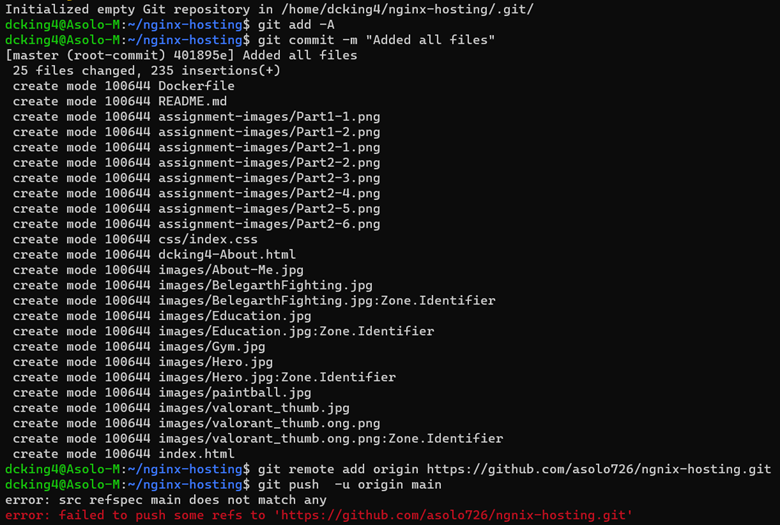 Initialized empty Git repository in /home/dcking4/nginx-hosting/.git/
dcking4@Asolo-M:~/nginx-hosting$ git add -A
dcking4@Asolo-M:~/nginx-hosting$ git commit -m "Added all files"
[master (root-commit) 401895e] Added all files
 25 files changed, 235 insertions(+)
 create mode 100644 Dockerfile
 create mode 100644 README.md
 create mode 100644 assignment-images/Part1-1.png
 create mode 100644 assignment-images/Part1-2.png
 create mode 100644 assignment-images/Part2-1.png
 create mode 100644 assignment-images/Part2-2.png
 create mode 100644 assignment-images/Part2-3.png
 create mode 100644 assignment-images/Part2-4.png
 create mode 100644 assignment-images/Part2-5.png
 create mode 100644 assignment-images/Part2-6.png
 create mode 100644 css/index.css
 create mode 100644 dcking4-About.html
 create mode 100644 images/About-Me.jpg
 create mode 100644 images/BelegarthFighting.jpg
 create mode 100644 images/BelegarthFighting.jpg:Zone.Identifier
 create mode 100644 images/Education.jpg
 create mode 100644 images/Education.jpg:Zone.Identifier
 create mode 100644 images/Gym.jpg
 create mode 100644 images/Hero.jpg
 create mode 100644 images/Hero.jpg:Zone.Identifier
 create mode 100644 images/paintball.jpg
 create mode 100644 images/valorant_thumb.jpg
 create mode 100644 images/valorant_thumb.ong.png
 create mode 100644 images/valorant_thumb.ong.png:Zone.Identifier
 create mode 100644 index.html
dcking4@Asolo-M:~/nginx-hosting$ git remote add origin https://github.com/asolo726/ngnix-hosting.git
dcking4@Asolo-M:~/nginx-hosting$ git push  -u origin main
error: src refspec main does not match any
error: failed to push some refs to 'https://github.com/asolo726/ngnix-hosting.git'